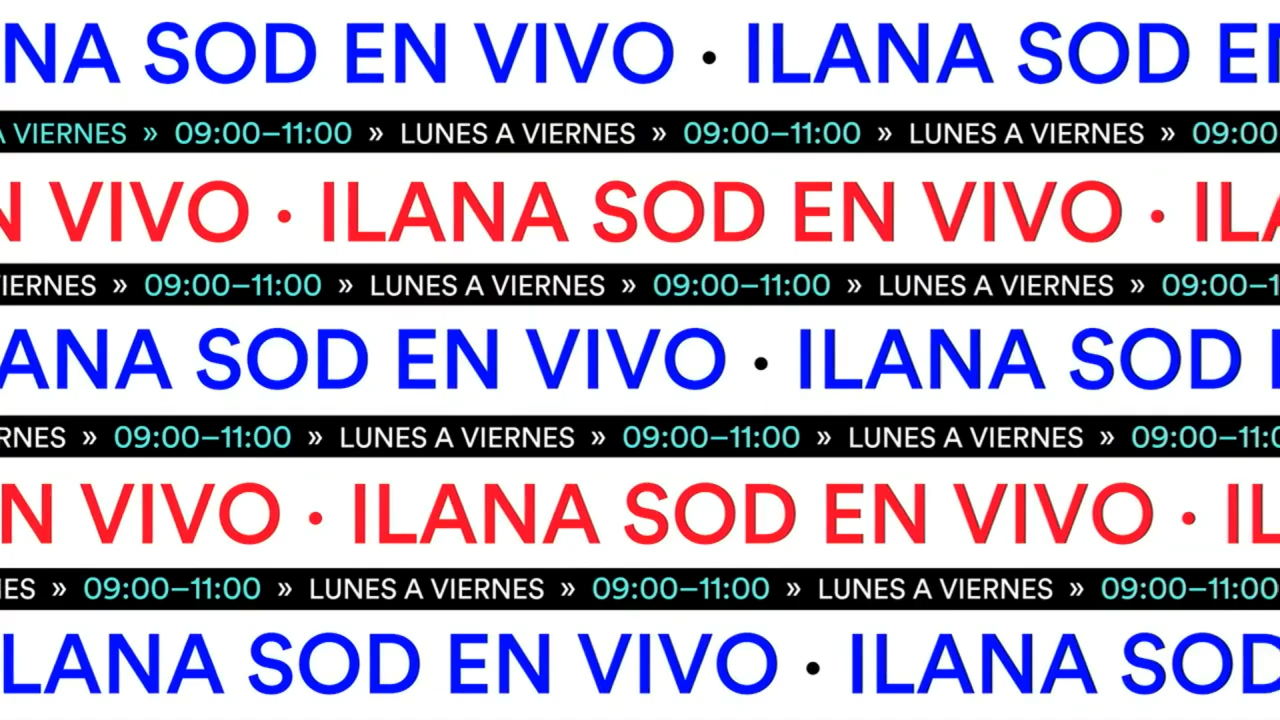 NA SOD EN VIVO · ILANA SOD EN
A VIERNES » 09:00–11:00 » LUNES A VIERNES » 09:00–11:00 » LUNES A VIERNES » 09:00
N VIVO · ILANA SOD EN VIVO · ILA
IERNES » 09:00–11:00 » LUNES A VIERNES » 09:00–11:00 » LUNES A VIERNES » 09:00–1
ANA SOD EN VIVO · ILANA SOD
RNES » 09:00–11:00 » LUNES A VIERNES » 09:00–11:00 » LUNES A VIERNES » 09:00–11:0
N VIVO · ILANA SOD EN VIVO · IL
ES » 09:00–11:00 » LUNES A VIERNES » 09:00–11:00 » LUNES A VIERNES » 09:00–11:00
LANA SOD EN VIVO · ILANA SOD